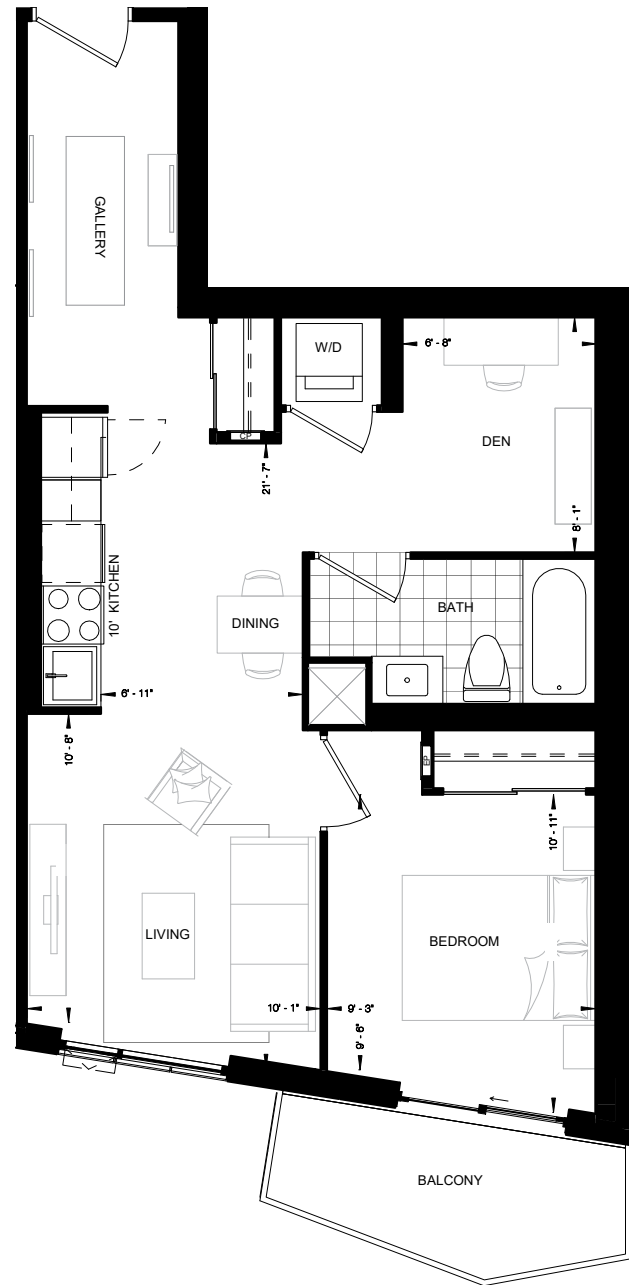 GALLERY
W/D
6' - 8"
CP
21' - 7"
DEN
8' - 1"
10' KITCHEN
BATH
DINING
6' - 11"
10' - 8"
EP
10' - 11"
LIVING
BEDROOM
10' - 1"
9' - 3"
9' - 6"
BALCONY